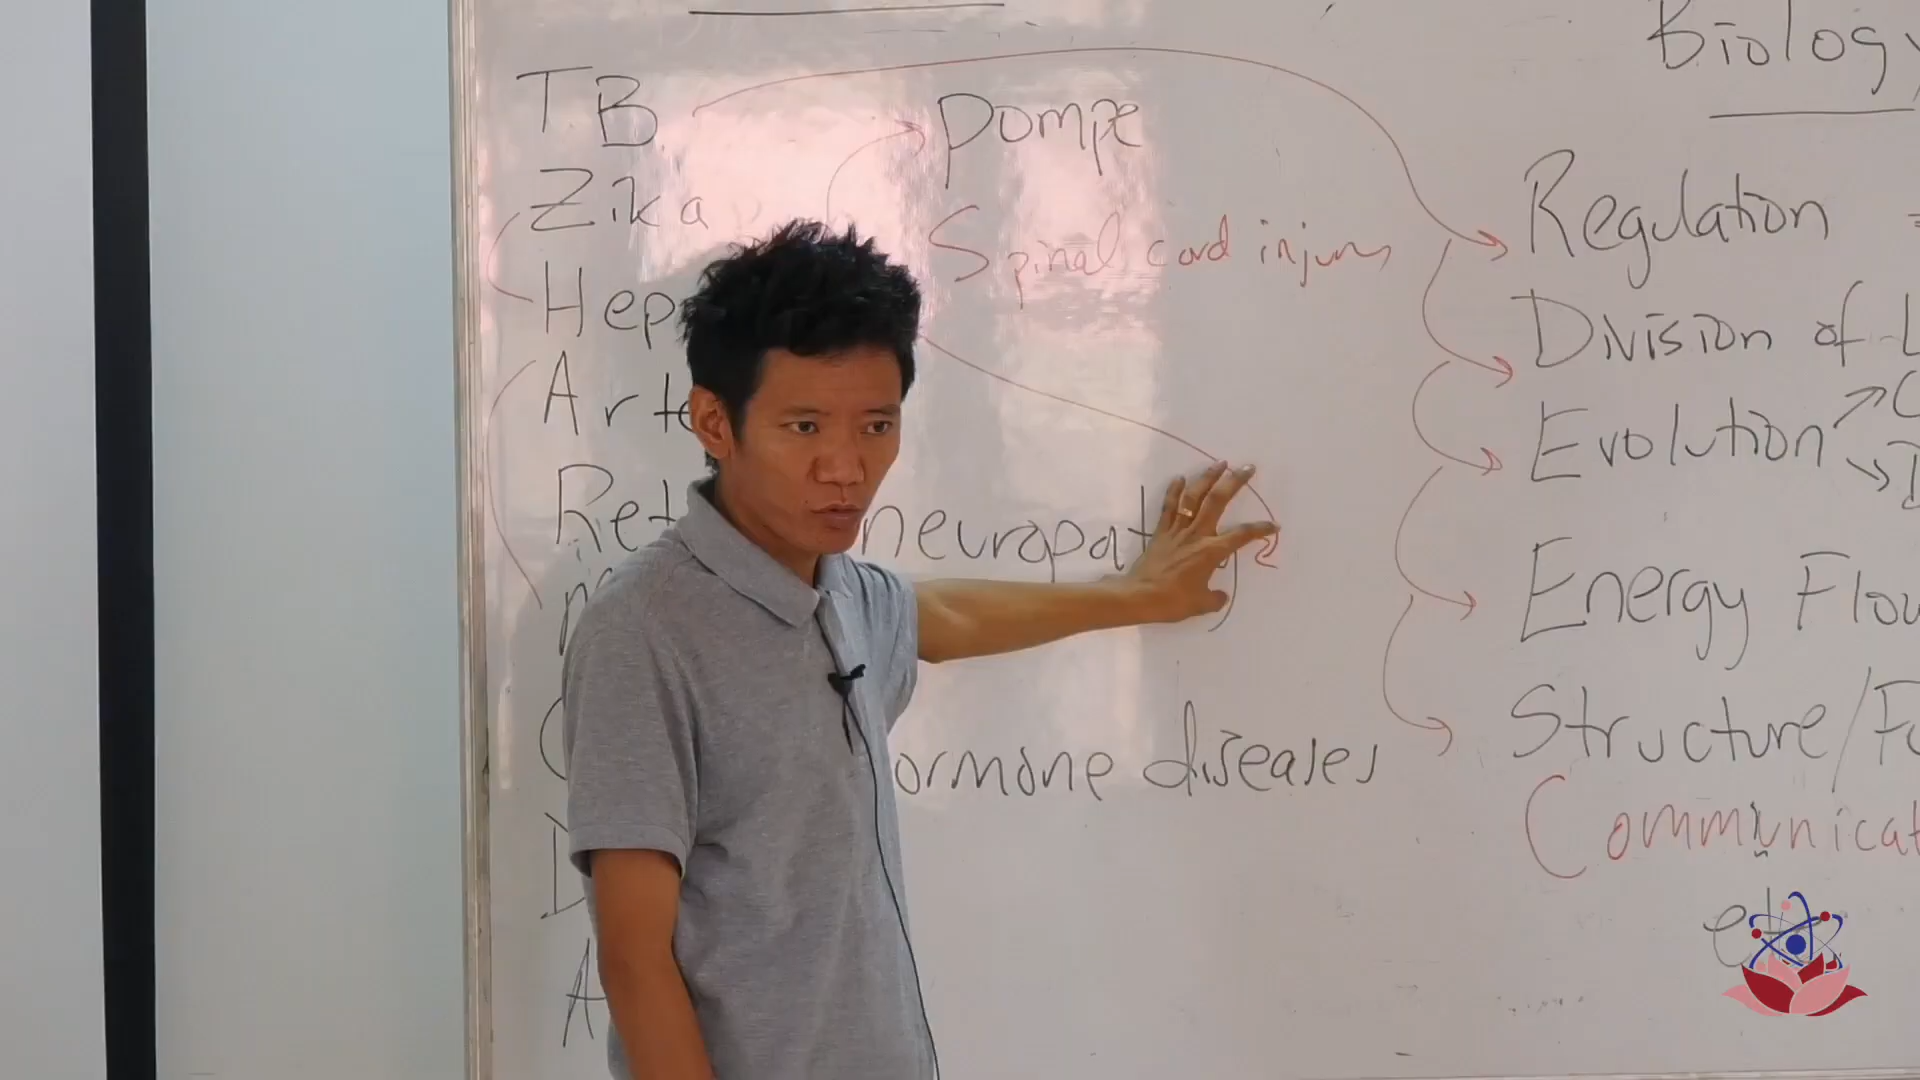 TB
Zika
Hep
Arte
Ret
neuropathy
ormone diseases
D
A
Pompe
Spinal cord injury
Biology
Regulation =
Division of L
Evolution
Energy Flow
Structure/Fu
Communicat
etc